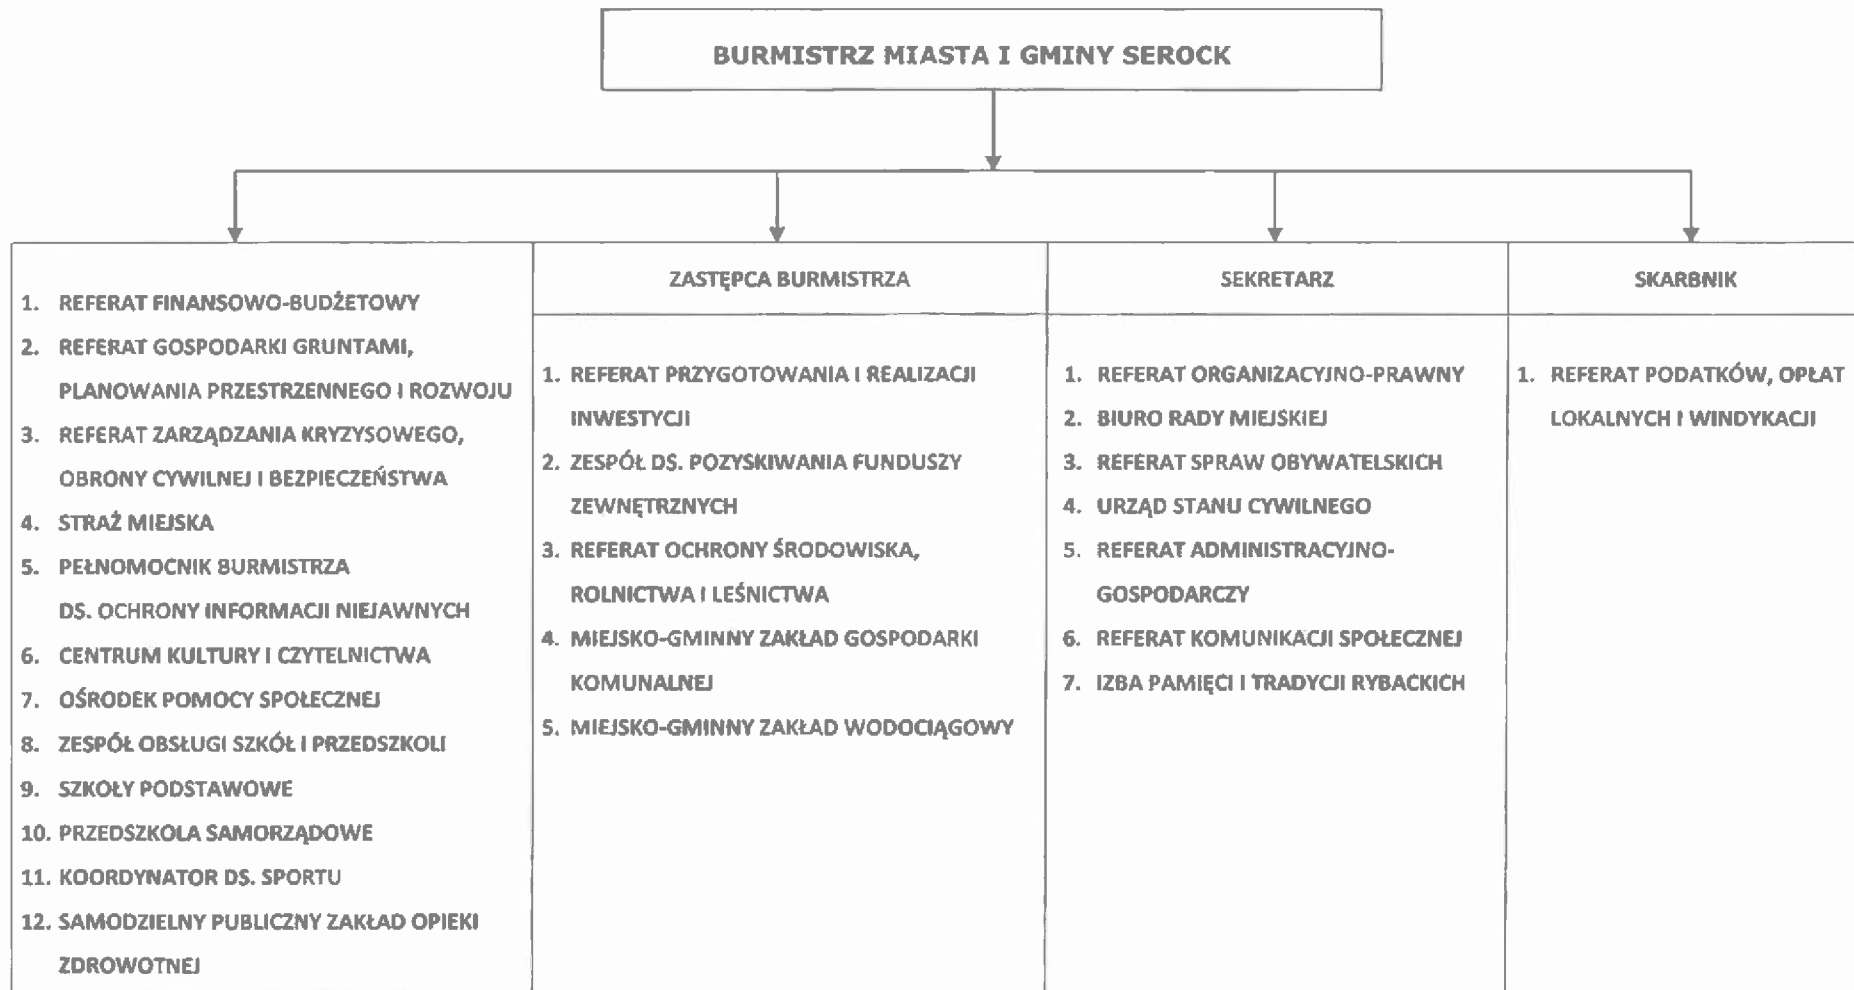 BURMISTRZ MIASTA I GMINY SEROCK
1. REFERAT FINANSOWO-BUDŻETOWY
2. REFERAT GOSPODARKI GRUNTAMI,
PLANOWANIA PRZESTRZENNEGO I ROZWOJU
3. REFERAT ZARZĄDZANIA KRYZYSOWEGO,
OBRONY CYWILNEJ I BEZPIECZEŃSTWA
4. STRAŻ MIEJSKA
5. PEŁNOMOCNIK BURMISTRZA
DS. OCHRONY INFORMACJI NIEJAWNYCH
6. CENTRUM KULTURY I CZYTELNICTWA
7. OŚRODEK POMOCY SPOŁECZNEJ
8. ZESPÓŁ OBSŁUGI SZKÓŁ I PRZEDSZKOLI
9. SZKOŁY PODSTAWOWE
10. PRZEDSZKOLA SAMORZĄDOWE
11. KOORDYNATOR DS. SPORTU
12. SAMODZIELNY PUBLICZNY ZAKŁAD OPIEKI
ZDROWOTNEJ
ZASTĘPCA BURMISTRZA
1. REFERAT PRZYGOTOWANIA I REALIZACJI
INWESTYCJI
2. ZESPÓŁ DS. POZYSKIWANIA FUNDUSZY
ZEWNĘTRZNYCH
3. REFERAT OCHRONY ŚRODOWISKA,
ROLNICTWA I LEŚNICTWA
4. MIEJSKO-GMINNY ZAKŁAD GOSPODARKI
KOMUNALNEJ
5. MIEJSKO-GMINNY ZAKŁAD WODOCIĄGOWY
SEKRETARZ
1. REFERAT ORGANIZACYJNO-PRAWNY
2. BIURO RADY MIEJSKIEJ
3. REFERAT SPRAW OBYWATELSKICH
4. URZĄD STANU CYWILNEGO
5. REFERAT ADMINISTRACYJNO-
GOSPODARCZY
6. REFERAT KOMUNIKACJI SPOŁECZNEJ
7. IZBA PAMIĘCI I TRADYCJI RYBACKICH
SKARBNIK
1. REFERAT PODATKÓW, OPŁAT
LOKALNYCH I WINDYKACJI